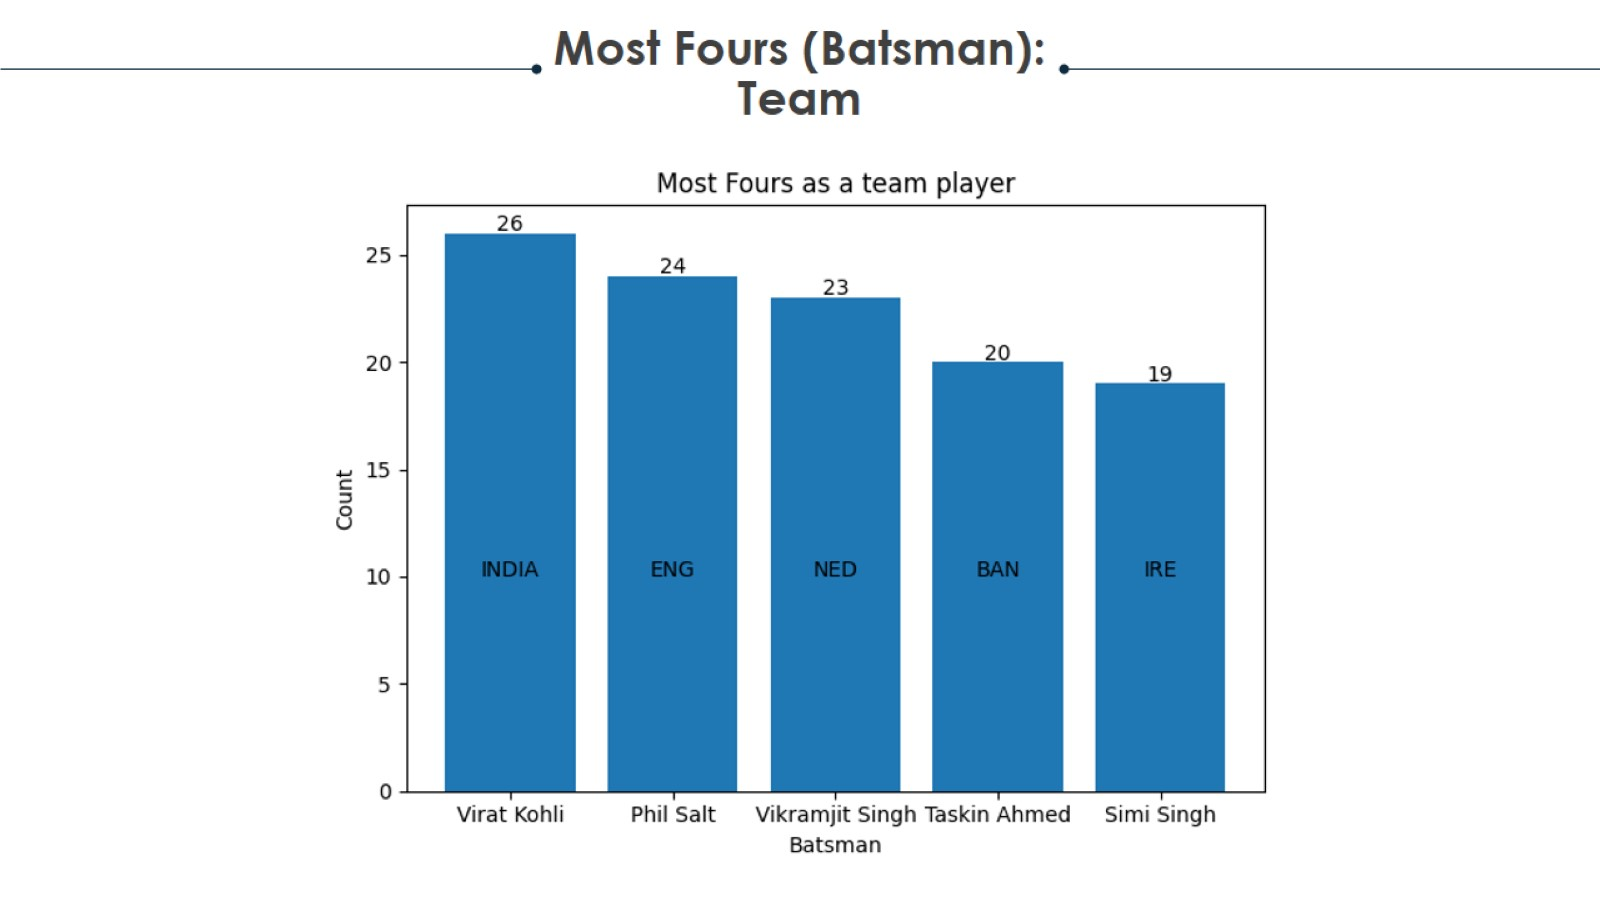 Most Fours (Batsman):
Team
Most Fours as a team player
26
24
23
20
19
25
20
15
10
5
0
Count
INDIA
ENG
NED
BAN
IRE
Virat Kohli
Phil Salt
Vikramjit Singh
Taskin Ahmed
Simi Singh
Batsman